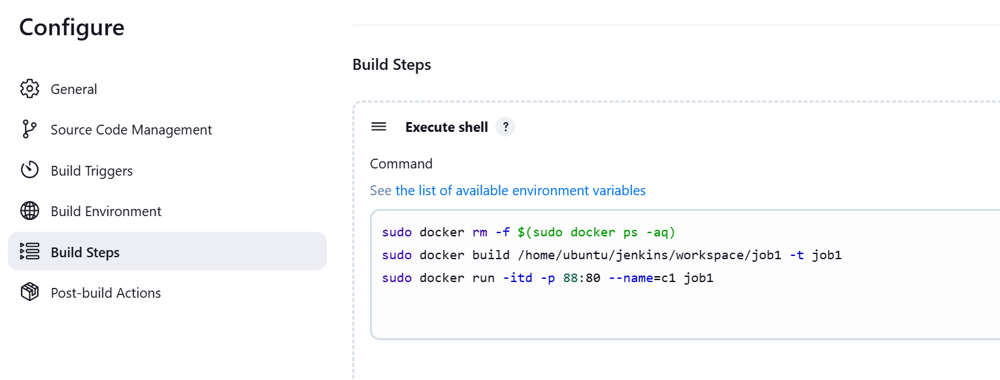 Configure
General
Source Code Management
Build Triggers
Build Environment
Build Steps
Post-build Actions
Build Steps
Execute shell ?
Command
See the list of available environment variables
sudo docker rm -f $(sudo docker ps -aq)
sudo docker build /home/ubuntu/jenkins/workspace/job1 -t job1
sudo docker run -itd -p 88:80 --name=c1 job1